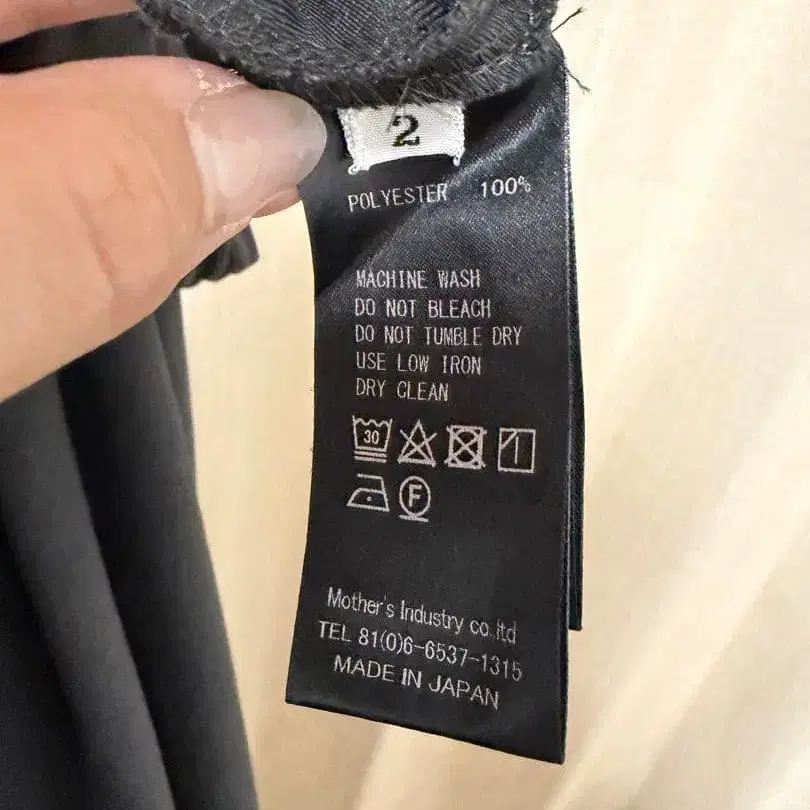 2
POLYESTER 100%
MACHINE WASH
DO NOT BLEACH
DO NOT TUMBLE DRY
USE LOW IRON
DRY CLEAN
30
F
Mother's Industry co.,ltd
TEL 81(0)6-6537-1315
MADE IN JAPAN